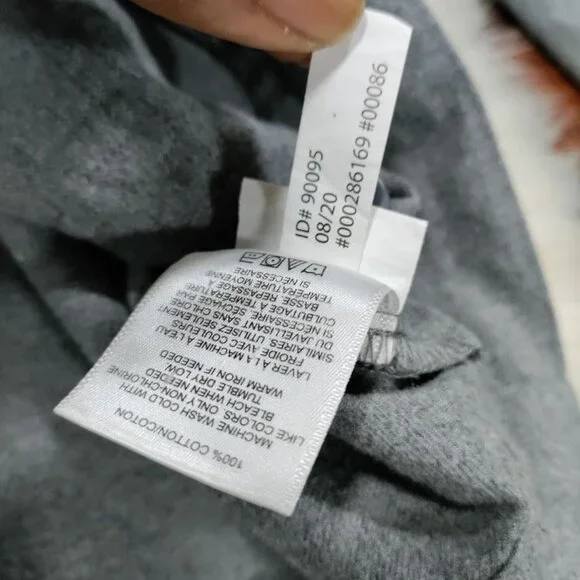 ID# 90095
08/20
#000286169 #00086
100% COTTON/COTON
MACHINE WASH COLD WITH
LIKE COLORS. ONLY NON-CHLORINE
BLEACH WHEN NEEDED
TUMBLE DRY LOW.
WARM IRON IF NEEDED
LAVER À LA MACHINE À L'EAU
FROIDE AVEC COULEURS
SIMILAIRES. UTILISEZ SEULEMENT
DU JAVELLISANT SANS CHLORE
SI NÉCESSAIRE. SÉCHAGE PAR
CULBUTAGE À TEMPÉRATURE
BASSE. REPASSAGE À
TEMPÉRATURE MOYENNE
SI NÉCESSAIRE